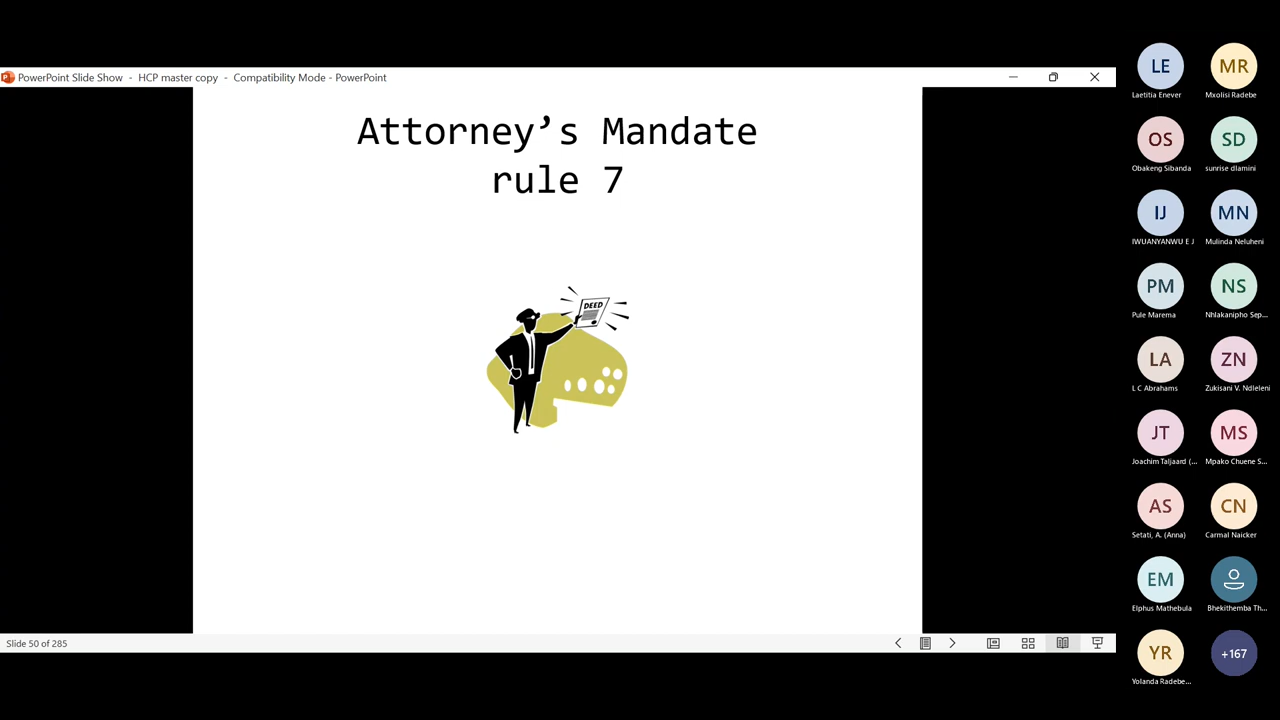 PowerPoint Slide Show - HCP master copy - Compatibility Mode - PowerPoint
Attorney’s Mandate
rule 7
DEED
Slide 50 of 285
LE
MR
Laetitia Enever
Mxolisi Radebe
OS
SD
Obakeng Sibanda
sunrise dlamini
IJ
MN
IWUANYANWU E J
Mulinda Neluheni
PM
NS
Pule Marema
Nhlakanipho Sep...
LA
ZN
L C Abrahams
Zukisani V. Ndleleni
JT
MS
Joachim Taljaard (...
Mpako Chuene S...
AS
CN
Setati, A. (Anna)
Carmal Naicker
EM
Elphus Mathebula
Bhekithemba Th...
YR
+167
Yolanda Radebe...